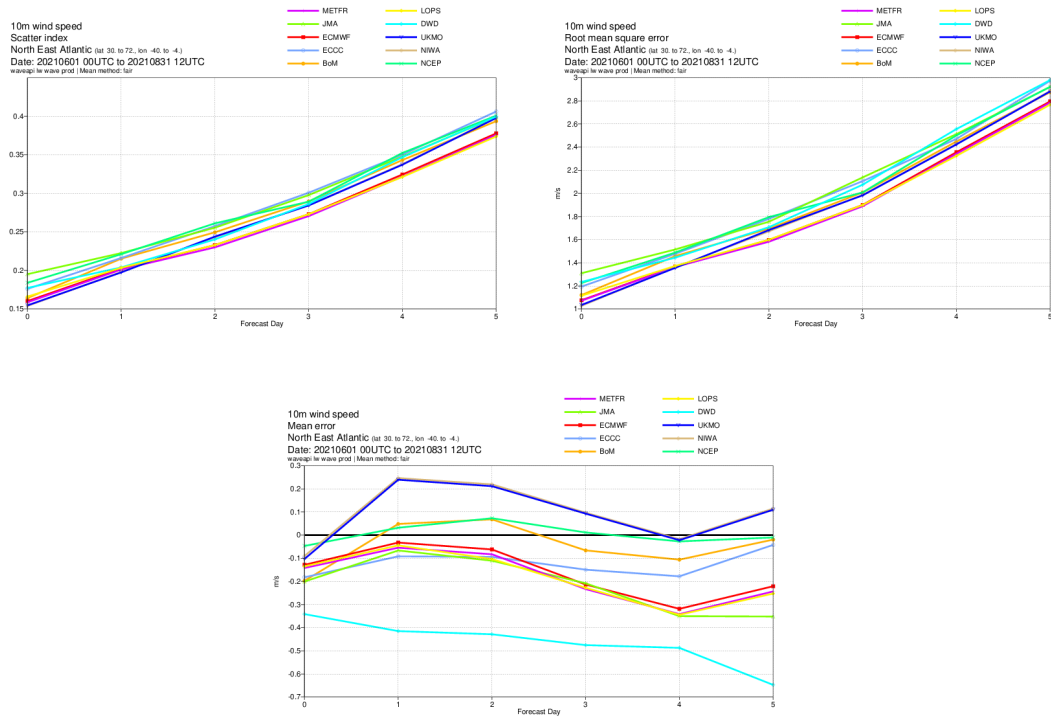 10m wind speed
Scatter index
North East Atlantic (lat 30. to 72., lon -40. to -4.)
Date: 20210601 00UTC to 20210831 12UTC
waveapi lw wave prod | Mean method: fair
METFR
JMA
ECMWF
ECCC
BoM
LOPS
DWD
UKMO
NIWA
NCEP
0.4
0.35
0.3
0.25
0.2
0.15
0
1
2
3
4
5
Forecast Day
10m wind speed
Root mean square error
North East Atlantic (lat 30. to 72., lon -40. to -4.)
Date: 20210601 00UTC to 20210831 12UTC
waveapi lw wave prod | Mean method: fair
METFR
JMA
ECMWF
ECCC
BoM
LOPS
DWD
UKMO
NIWA
NCEP
m/s
3
2.8
2.6
2.4
2.2
2
1.8
1.6
1.4
1.2
1
0
1
2
3
4
5
Forecast Day
10m wind speed
Mean error
North East Atlantic (lat 30. to 72., lon -40. to -4.)
Date: 20210601 00UTC to 20210831 12UTC
waveapi lw wave prod | Mean method: fair
METFR
JMA
ECMWF
ECCC
BoM
LOPS
DWD
UKMO
NIWA
NCEP
m/s
0.3
0.2
0.1
0
-0.1
-0.2
-0.3
-0.4
-0.5
-0.6
-0.7
0
1
2
3
4
5
Forecast Day